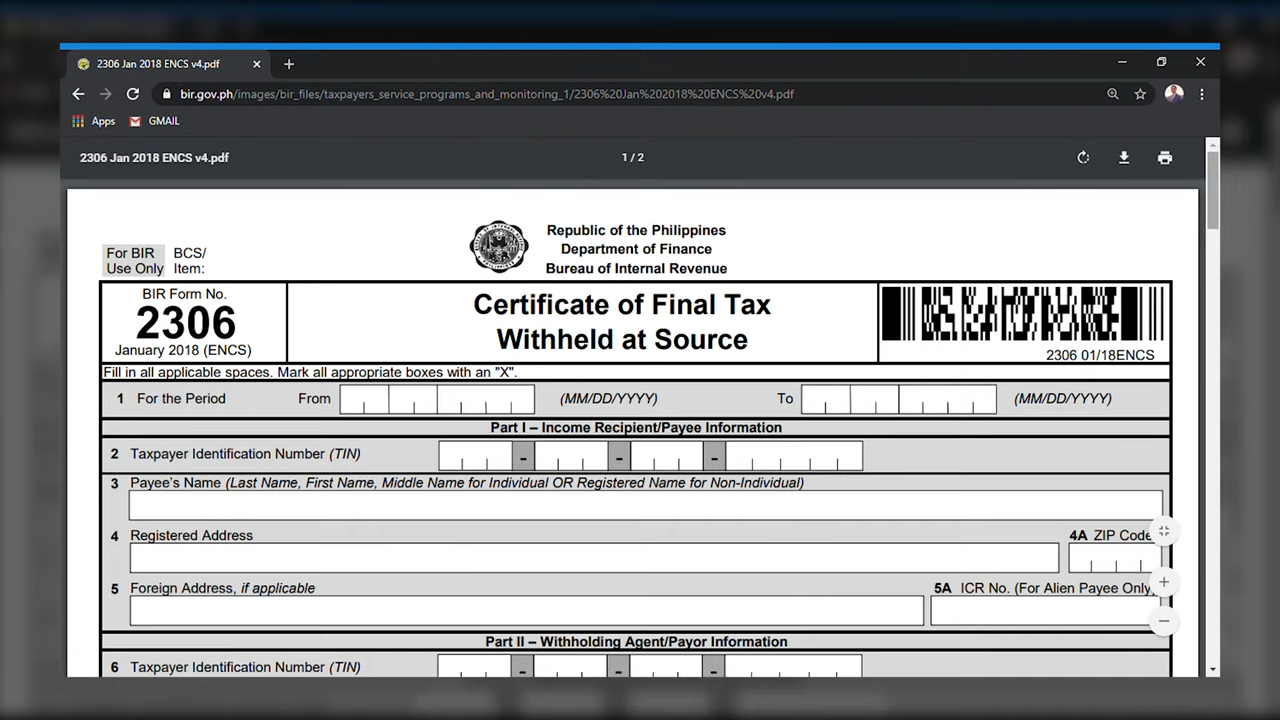 2306 Jan 2018 ENCS v4.pdf
bir.gov.ph/images/bir_files/taxpayers_service_programs_and_monitoring_1/2306%20Jan%202018%20ENCS%20v4.pdf
Apps GMAIL
2306 Jan 2018 ENCS v4.pdf 1 / 2
Republic of the Philippines
Department of Finance
Bureau of Internal Revenue
For BIR BCS/
Use Only Item:
BIR Form No.
2306
January 2018 (ENCS)
Certificate of Final Tax
Withheld at Source
2306 01/18ENCS
Fill in all applicable spaces. Mark all appropriate boxes with an "X".
1 For the Period From (MM/DD/YYYY) To (MM/DD/YYYY)
Part I – Income Recipient/Payee Information
2 Taxpayer Identification Number (TIN) - - -
3 Payee's Name (Last Name, First Name, Middle Name for Individual OR Registered Name for Non-Individual)
4 Registered Address 4A ZIP Code
5 Foreign Address, if applicable 5A ICR No. (For Alien Payee Only)
Part II – Withholding Agent/Payor Information
6 Taxpayer Identification Number (TIN) - - -